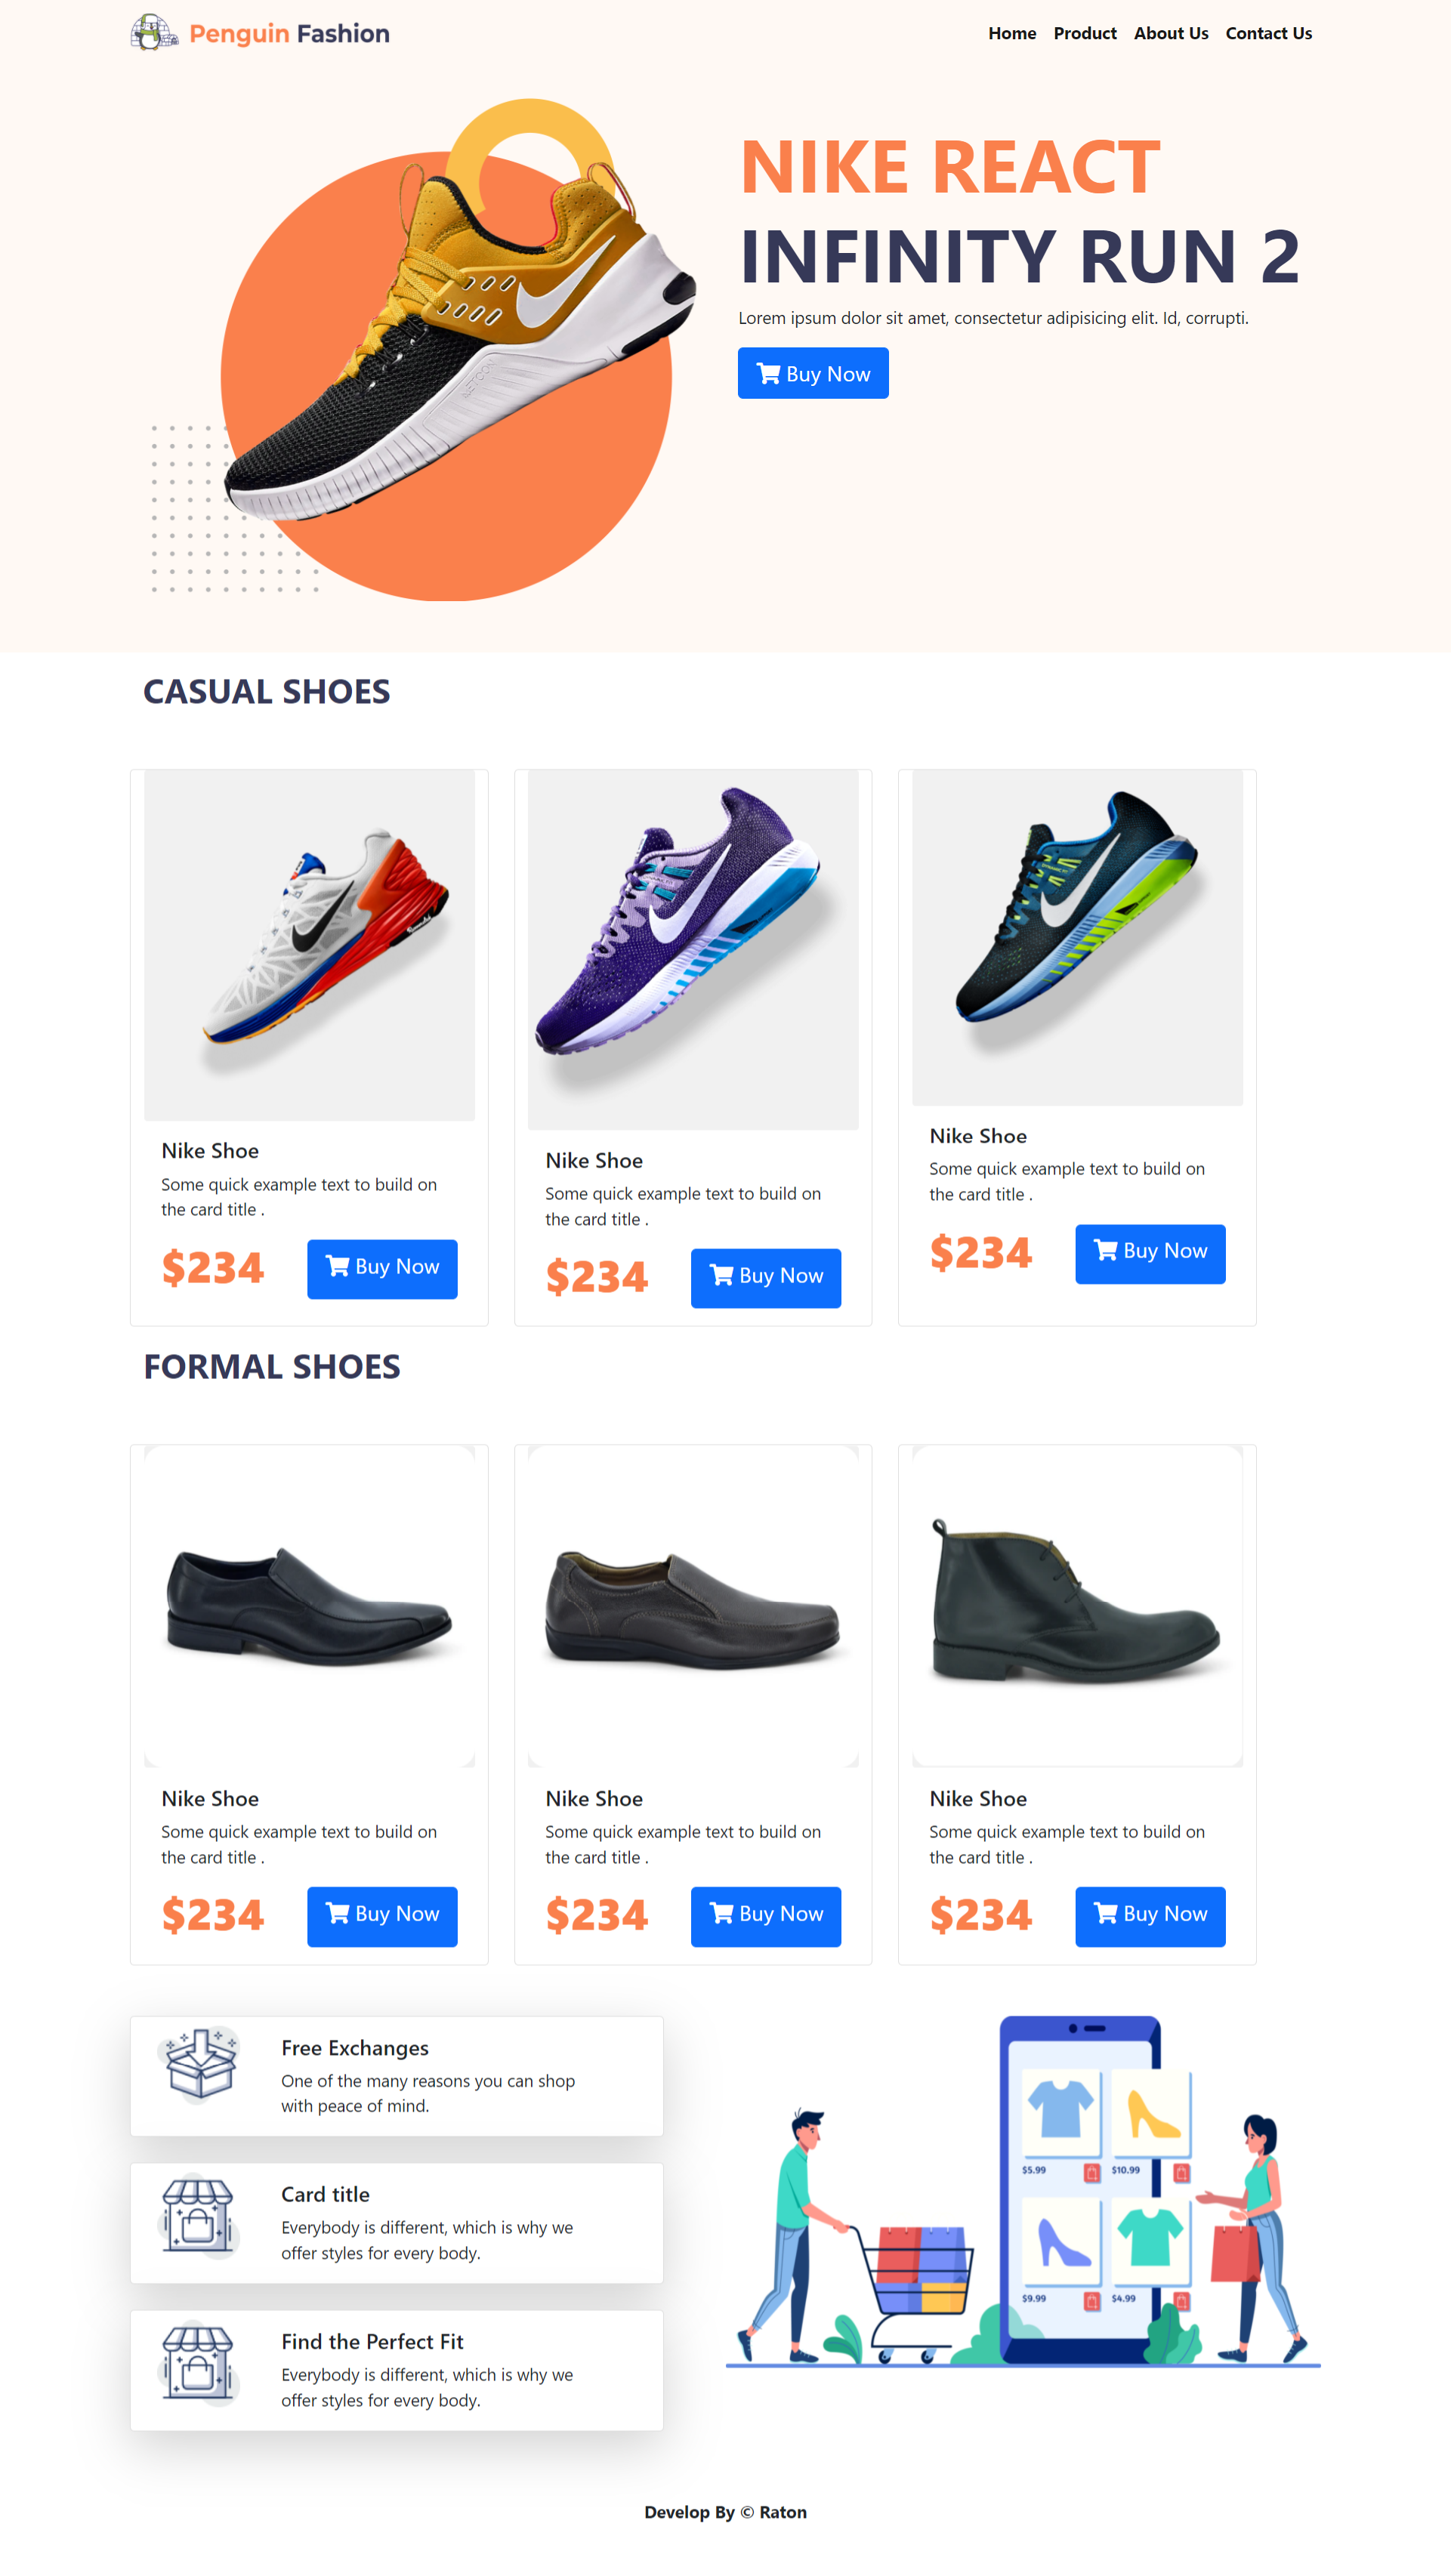 Penguin Fashion
Home Product About Us Contact Us
NIKE REACT
INFINITY RUN 2
Lorem ipsum dolor sit amet, consectetur adipisicing elit. Id, corrupti.
Buy Now
CASUAL SHOES
Nike Shoe
Some quick example text to build on
the card title .
$234
Buy Now
Nike Shoe
Some quick example text to build on
the card title .
$234
Buy Now
Nike Shoe
Some quick example text to build on
the card title .
$234
Buy Now
FORMAL SHOES
Nike Shoe
Some quick example text to build on
the card title .
$234
Buy Now
Nike Shoe
Some quick example text to build on
the card title .
$234
Buy Now
Nike Shoe
Some quick example text to build on
the card title .
$234
Buy Now
Free Exchanges
One of the many reasons you can shop
with peace of mind.
Card title
Everybody is different, which is why we
offer styles for every body.
Find the Perfect Fit
Everybody is different, which is why we
offer styles for every body.
$5.99
$10.99
$9.99
$4.99
Develop By © Raton